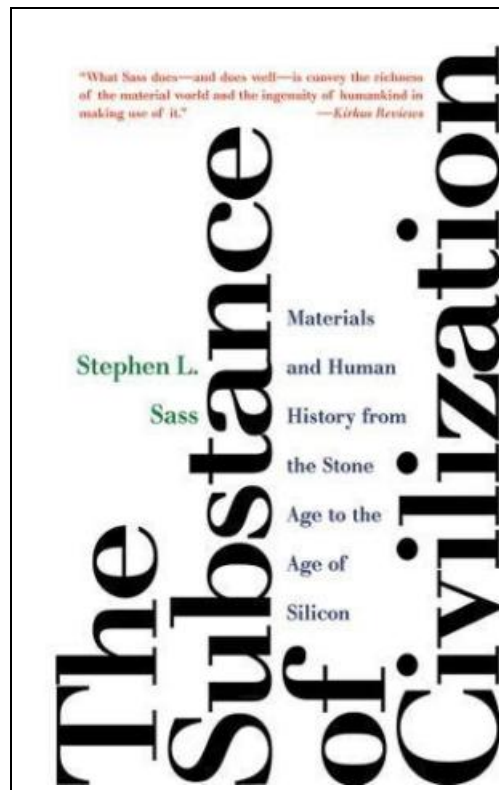 "What Sass does—and does well—is convey the richness
of the material world and the ingenuity of humankind in
making use of it." —Kirkus Reviews
The
Substance
of
Civilization
Stephen L.
Sass
Materials
and Human
History from
the Stone
Age to the
Age of
Silicon